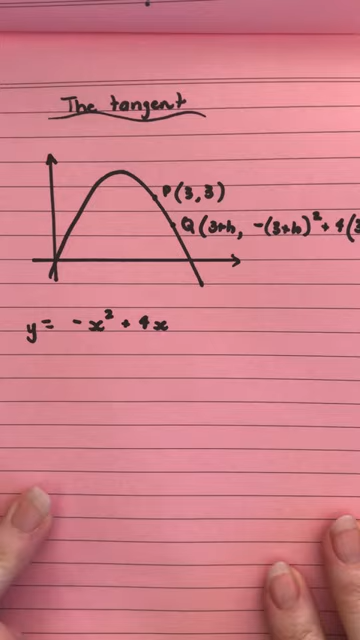 The tangent
P(3,3)
Q(3+h, -(3+h)² + 4(3
y = -x² + 4x